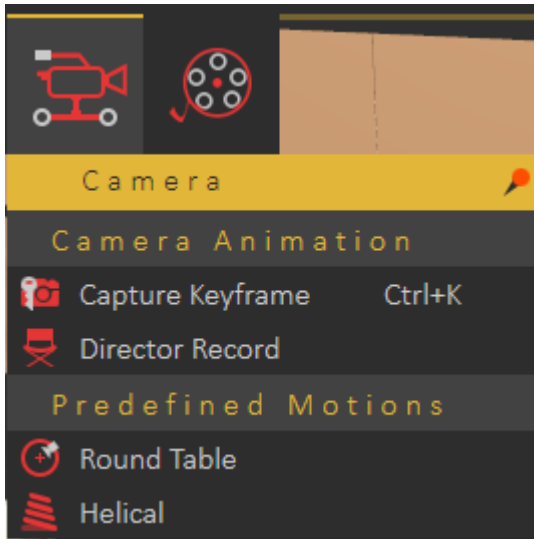 Camera
Camera Animation
Capture Keyframe Ctrl+K
Director Record
Predefined Motions
Round Table
Helical